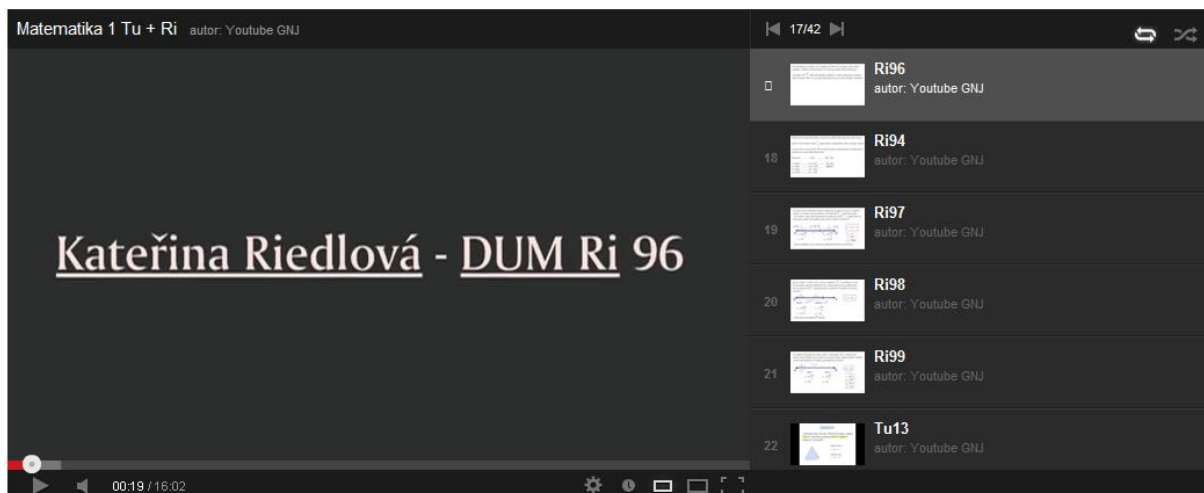 Matematika 1 Tu + Ri autor: Youtube GNJ
Kateřina Riedlová - DUM Ri 96
00:19 / 16:02
17/42
Ri96
autor: Youtube GNJ
18
Ri94
autor: Youtube GNJ
19
Ri97
autor: Youtube GNJ
20
Ri98
autor: Youtube GNJ
21
Ri99
autor: Youtube GNJ
22
Tu13
autor: Youtube GNJ